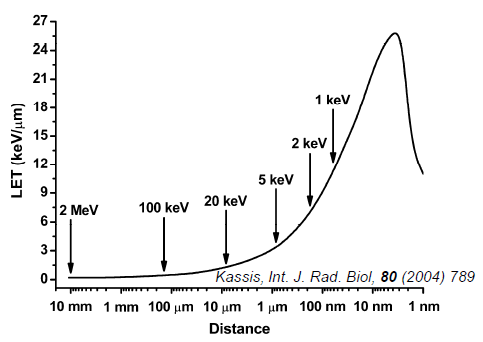 27
24
21
18
15
12
9
6
3
0
LET (keV/μm)
2 MeV
100 keV
20 keV
5 keV
2 keV
1 keV
Kassis, Int. J. Rad. Biol, 80 (2004) 789
10 mm 1 mm 100 μm 10 μm 1 μm 100 nm 10 nm 1 nm
Distance